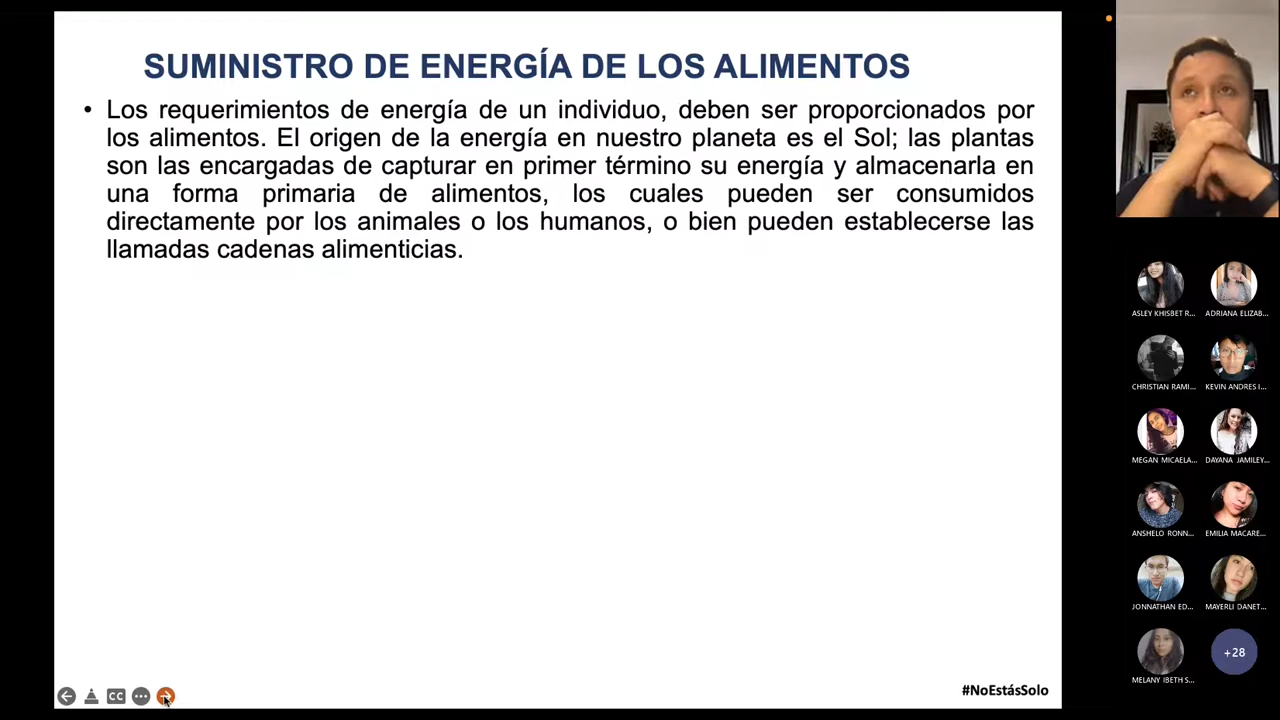 SUMINISTRO DE ENERGÍA DE LOS ALIMENTOS
• Los requerimientos de energía de un individuo, deben ser proporcionados por
los alimentos. El origen de la energía en nuestro planeta es el Sol; las plantas
son las encargadas de capturar en primer término su energía y almacenarla en
una forma primaria de alimentos, los cuales pueden ser consumidos
directamente por los animales o los humanos, o bien pueden establecerse las
llamadas cadenas alimenticias.
CC
#NoEstásSolo
ASLEY KHISBET R...
ADRIANA ELIZAB...
CHRISTIAN RAMI...
KEVIN ANDRES I...
MEGAN MICAELA...
DAYANA JAMILEY...
ANSHELO RONN...
EMILIA MACARE...
JONNATHAN ED...
MAYERLI DANET...
MELANY IBETH S...
+28